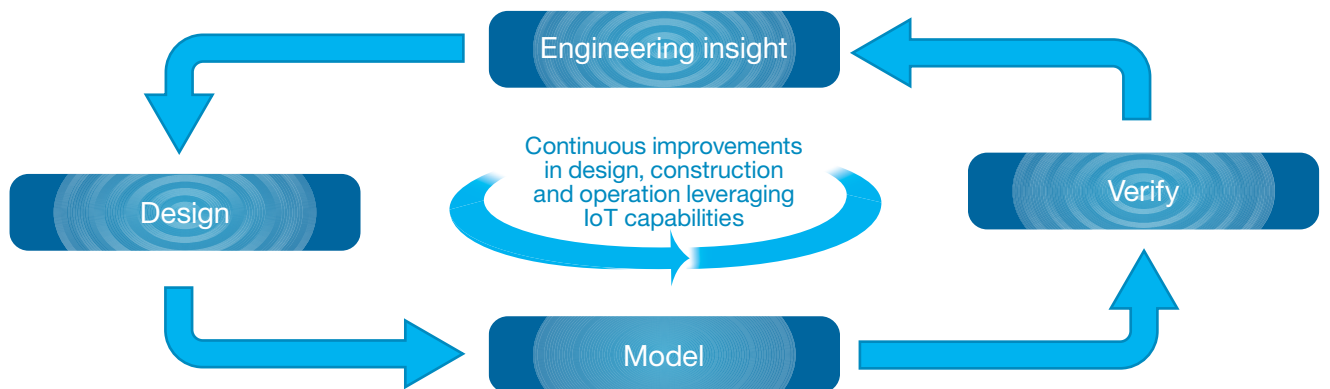 Engineering insight
Continuous improvements
in design, construction
and operation leveraging
IoT capabilities
Design
Verify
Model